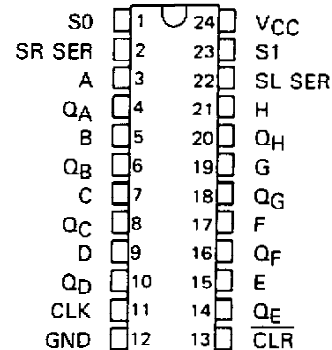 S0 1 24 VCC
SR SER 2 23 S1
A 3 22 SL SER
QA 4 21 H
B 5 20 QH
QB 6 19 G
C 7 18 QG
QC 8 17 F
D 9 16 QF
QD 10 15 E
CLK 11 14 QE
GND 12 13 C̅L̅R̅